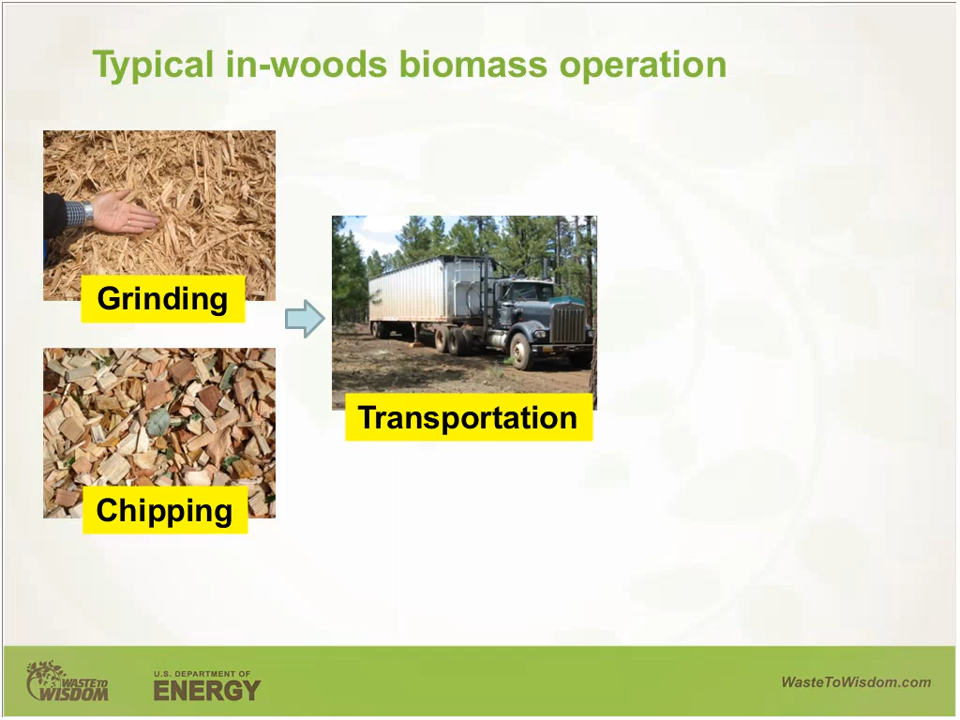 Typical in-woods biomass operation
Grinding
Transportation
Chipping
WASTE TO
WISDOM
U.S. DEPARTMENT OF
ENERGY
WasteToWisdom.com